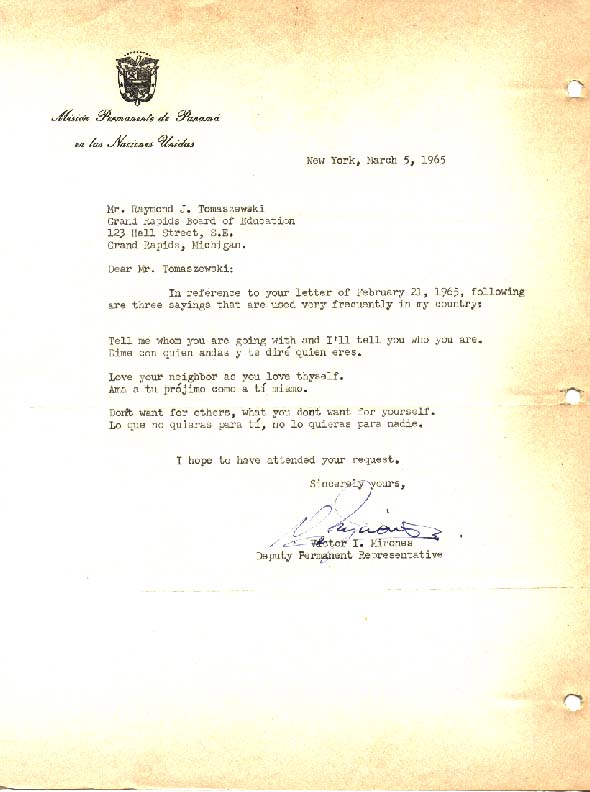 Misión Permanente de Panamá
en las Naciones Unidas
New York, March 5, 1965
Mr. Raymond J. Tomaszewski
Grand Rapids Board of Education
123 Hall Street, S.E.
Grand Rapids, Michigan.
Dear Mr. Tomaszewski:
In reference to your letter of February 21, 1965, following
are three sayings that are used very frequently in my country:
Tell me whom you are going with and I'll tell you who you are.
Dime con quien andas y te diré quien eres.
Love your neighbor as you love thyself.
Ama a tu prójimo como a tí mismo.
Don't want for others, what you dont want for yourself.
Lo que no quieras para tí, no lo quieras para nadie.
I hope to have attended your request.
Sincerely yours,
Victor I. Mirones
Deputy Permanent Representative